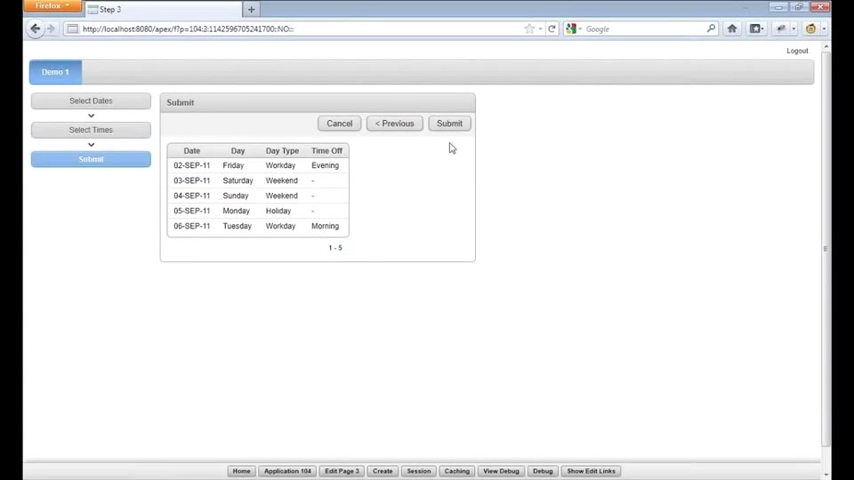 Firefox
Step 3
http://localhost:8080/apex/f?p=104:3:1142596705241700::NO::
Google
Logout
Demo 1
Select Dates
Select Times
Submit
Submit
Cancel
< Previous
Submit
Date Day Day Type Time Off
02-SEP-11 Friday Workday Evening
03-SEP-11 Saturday Weekend -
04-SEP-11 Sunday Weekend -
05-SEP-11 Monday Holiday -
06-SEP-11 Tuesday Workday Morning
1 - 5
Home Application 104 Edit Page 3 Create Session Caching View Debug Debug Show Edit Links